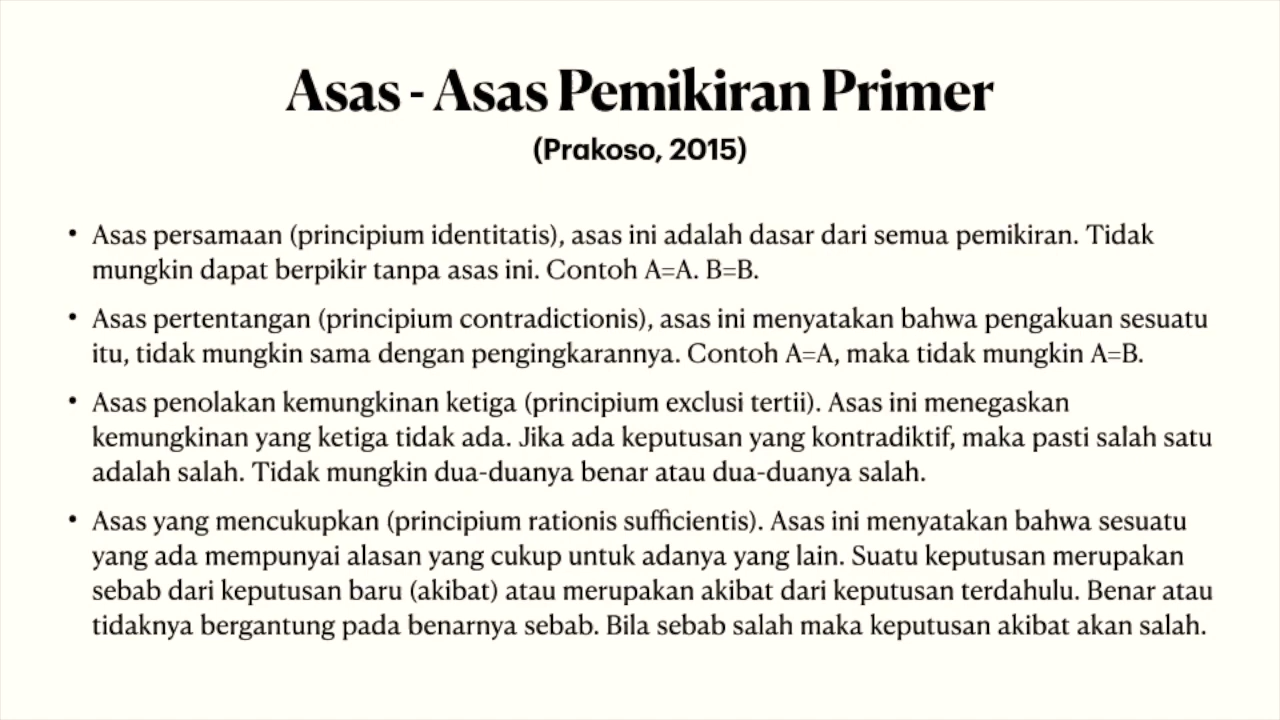 Asas - Asas Pemikiran Primer
(Prakoso, 2015)
• Asas persamaan (principium identitatis), asas ini adalah dasar dari semua pemikiran. Tidak
mungkin dapat berpikir tanpa asas ini. Contoh A=A. B=B.
• Asas pertentangan (principium contradictionis), asas ini menyatakan bahwa pengakuan sesuatu
itu, tidak mungkin sama dengan pengingkarannya. Contoh A=A, maka tidak mungkin A=B.
• Asas penolakan kemungkinan ketiga (principium exclusi tertii). Asas ini menegaskan
kemungkinan yang ketiga tidak ada. Jika ada keputusan yang kontradiktif, maka pasti salah satu
adalah salah. Tidak mungkin dua-duanya benar atau dua-duanya salah.
• Asas yang mencukupkan (principium rationis sufficientis). Asas ini menyatakan bahwa sesuatu
yang ada mempunyai alasan yang cukup untuk adanya yang lain. Suatu keputusan merupakan
sebab dari keputusan baru (akibat) atau merupakan akibat dari keputusan terdahulu. Benar atau
tidaknya bergantung pada benarnya sebab. Bila sebab salah maka keputusan akibat akan salah.